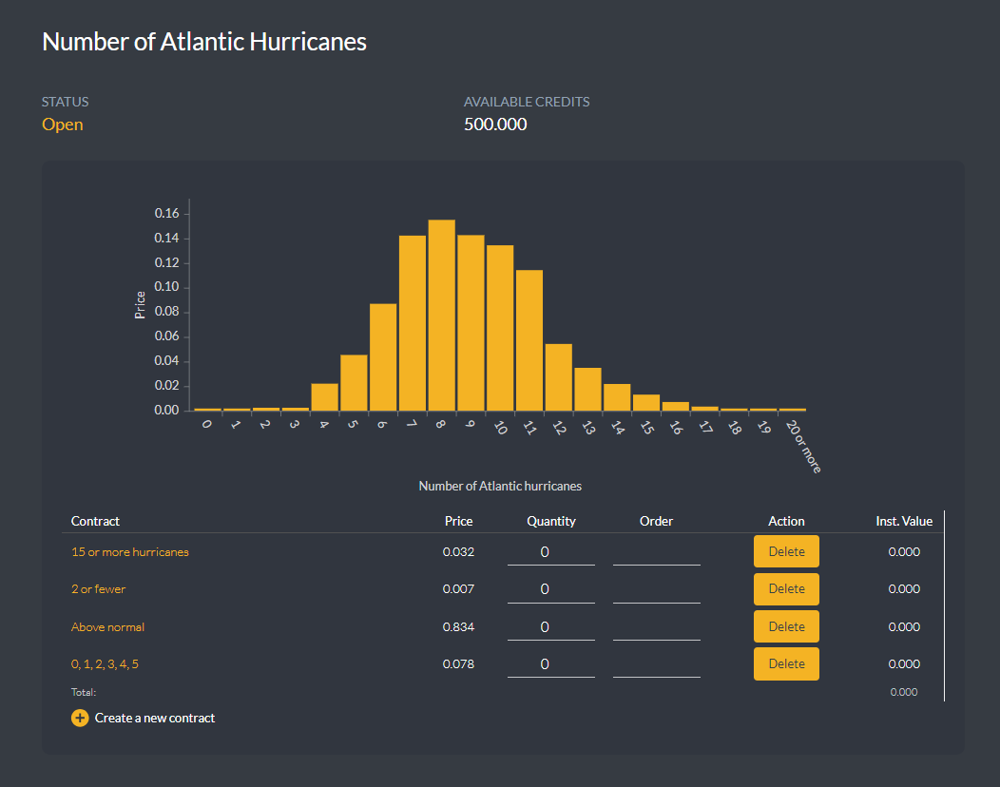 Number of Atlantic Hurricanes
STATUS AVAILABLE CREDITS
Open 500.000
0.16
0.14
0.12
0.10
0.08
0.06
0.04
0.02
0.00
Price
0 1 2 3 4 5 6 7 8 9 10 11 12 13 14 15 16 17 18 19 20 or more
Number of Atlantic hurricanes
Contract Price Quantity Order Action Inst. Value
15 or more hurricanes 0.032 0 Delete 0.000
2 or fewer 0.007 0 Delete 0.000
Above normal 0.834 0 Delete 0.000
0, 1, 2, 3, 4, 5 0.078 0 Delete 0.000
Total: 0.000
+ Create a new contract